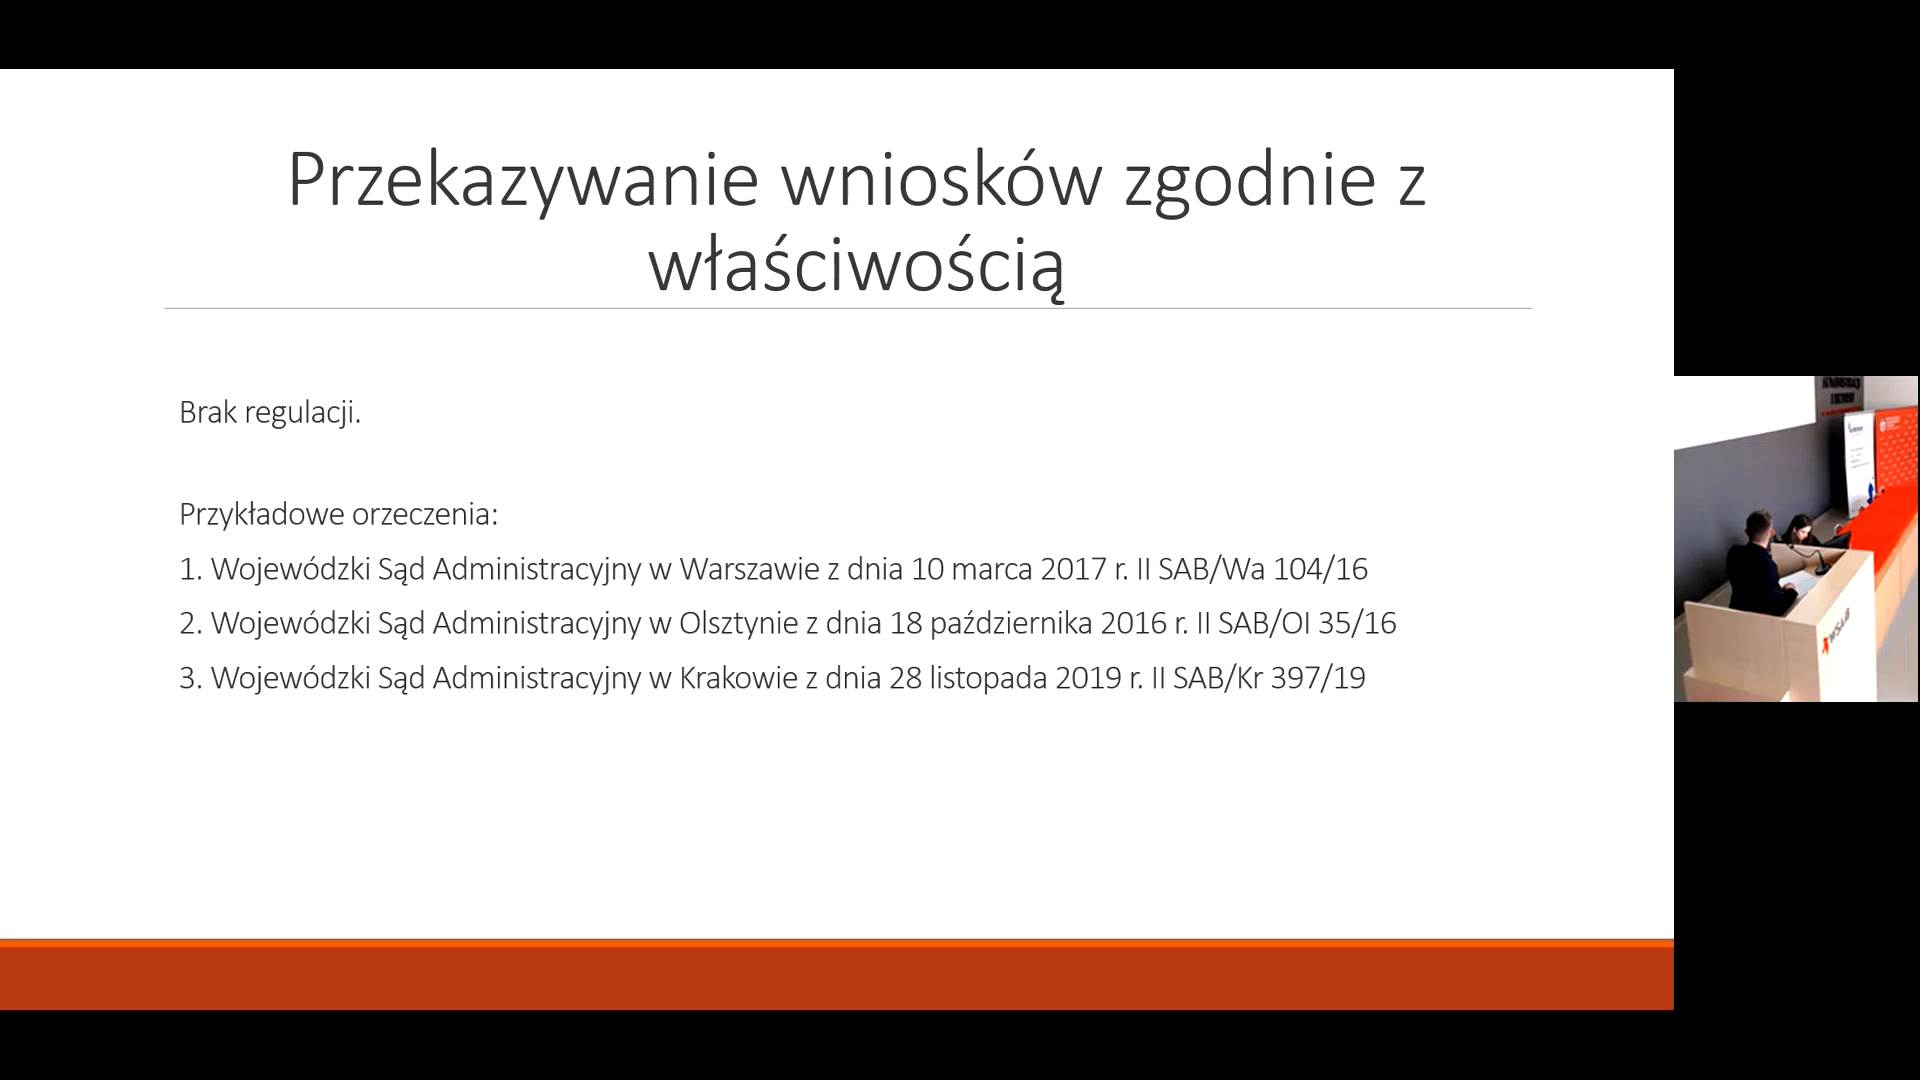 Przekazywanie wniosków zgodnie z
właściwością
Brak regulacji.
Przykładowe orzeczenia:
1. Wojewódzki Sąd Administracyjny w Warszawie z dnia 10 marca 2017 r. II SAB/Wa 104/16
2. Wojewódzki Sąd Administracyjny w Olsztynie z dnia 18 października 2016 r. II SAB/Ol 35/16
3. Wojewódzki Sąd Administracyjny w Krakowie z dnia 28 listopada 2019 r. II SAB/Kr 397/19
WSAB